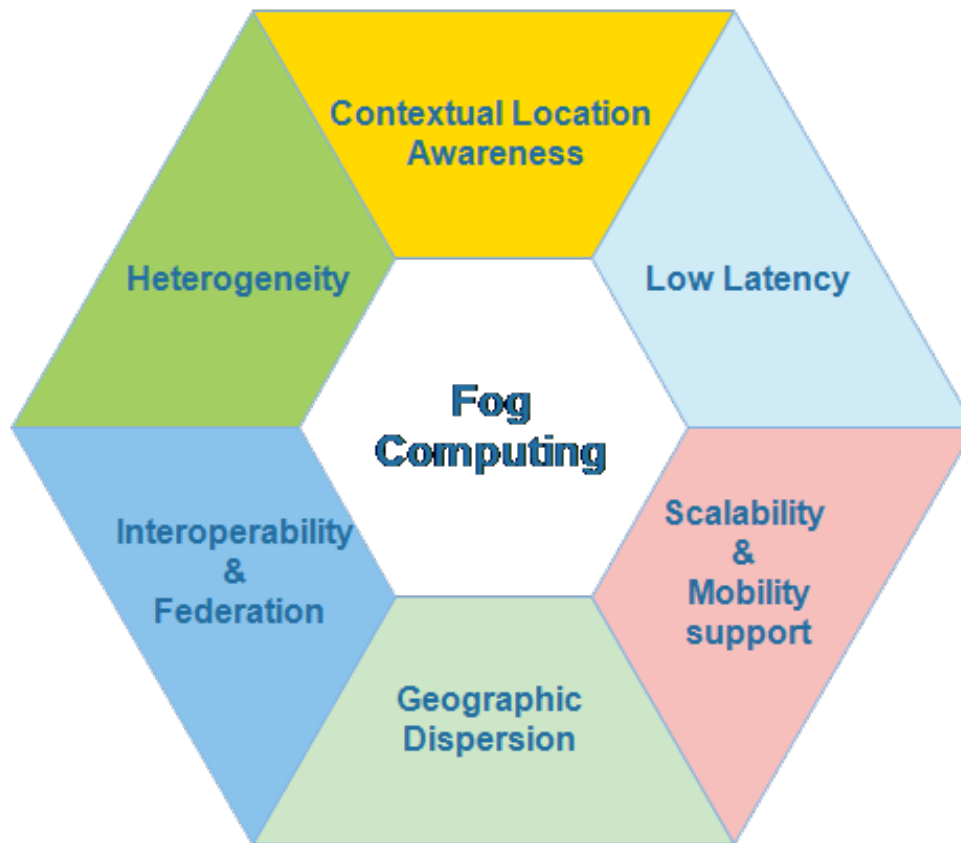 Contextual Location
Awareness
Heterogeneity
Low Latency
Fog
Computing
Interoperability
&
Federation
Scalability
&
Mobility
support
Geographic
Dispersion